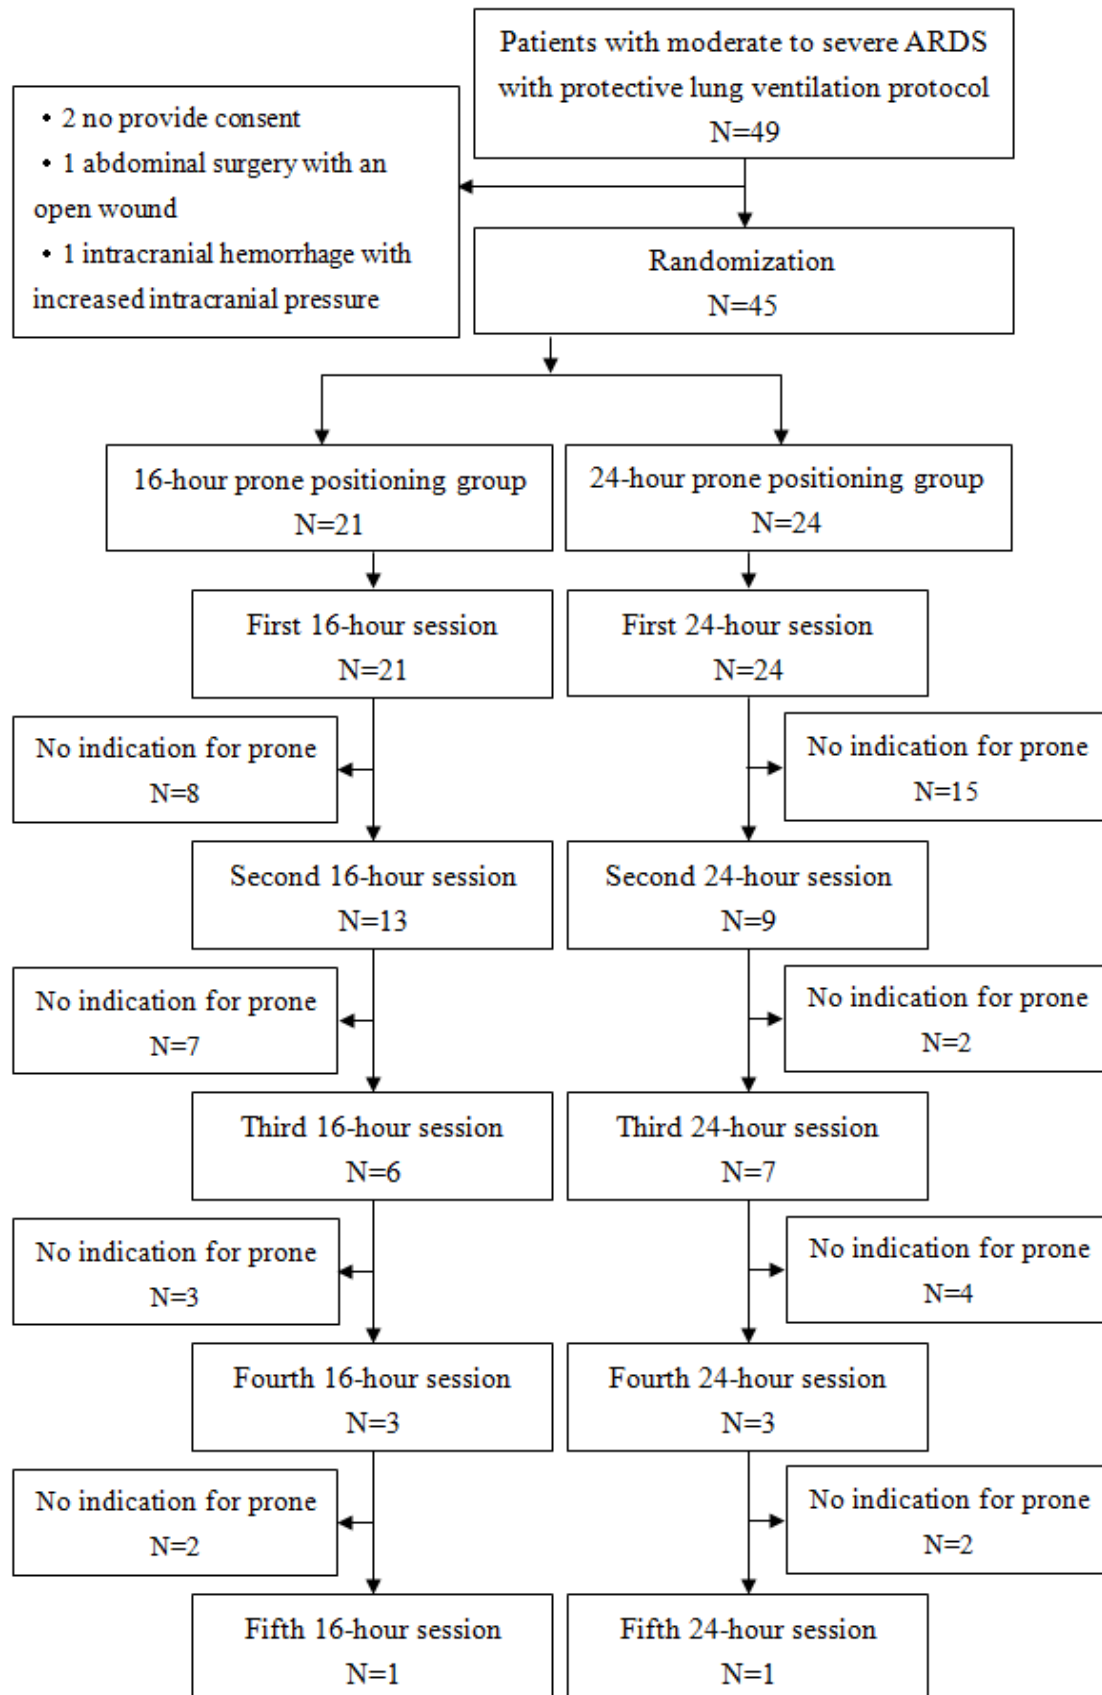 Patients with moderate to severe ARDS
with protective lung ventilation protocol
N=49
• 2 no provide consent
• 1 abdominal surgery with an
open wound
• 1 intracranial hemorrhage with
increased intracranial pressure
Randomization
N=45
16-hour prone positioning group
N=21
24-hour prone positioning group
N=24
First 16-hour session
N=21
First 24-hour session
N=24
No indication for prone
N=8
No indication for prone
N=15
Second 16-hour session
N=13
Second 24-hour session
N=9
No indication for prone
N=7
No indication for prone
N=2
Third 16-hour session
N=6
Third 24-hour session
N=7
No indication for prone
N=3
No indication for prone
N=4
Fourth 16-hour session
N=3
Fourth 24-hour session
N=3
No indication for prone
N=2
No indication for prone
N=2
Fifth 16-hour session
N=1
Fifth 24-hour session
N=1